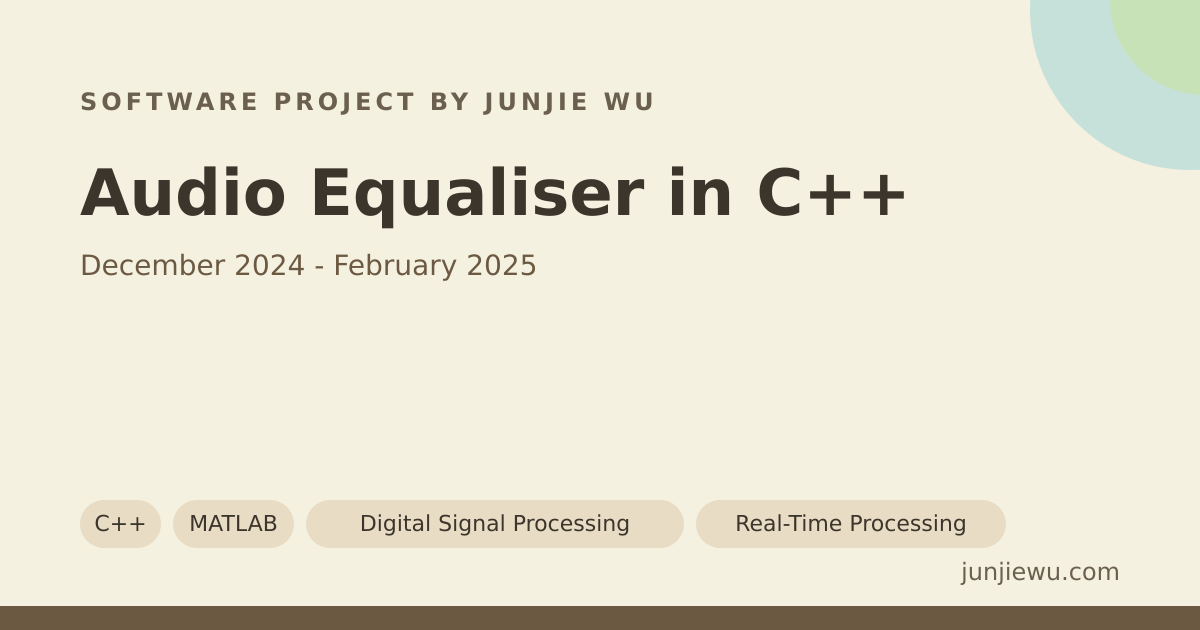 SOFTWARE PROJECT BY JUNJIE WU
Audio Equaliser in C++
December 2024 - February 2025
C++ MATLAB Digital Signal Processing Real-Time Processing
junjiewu.com